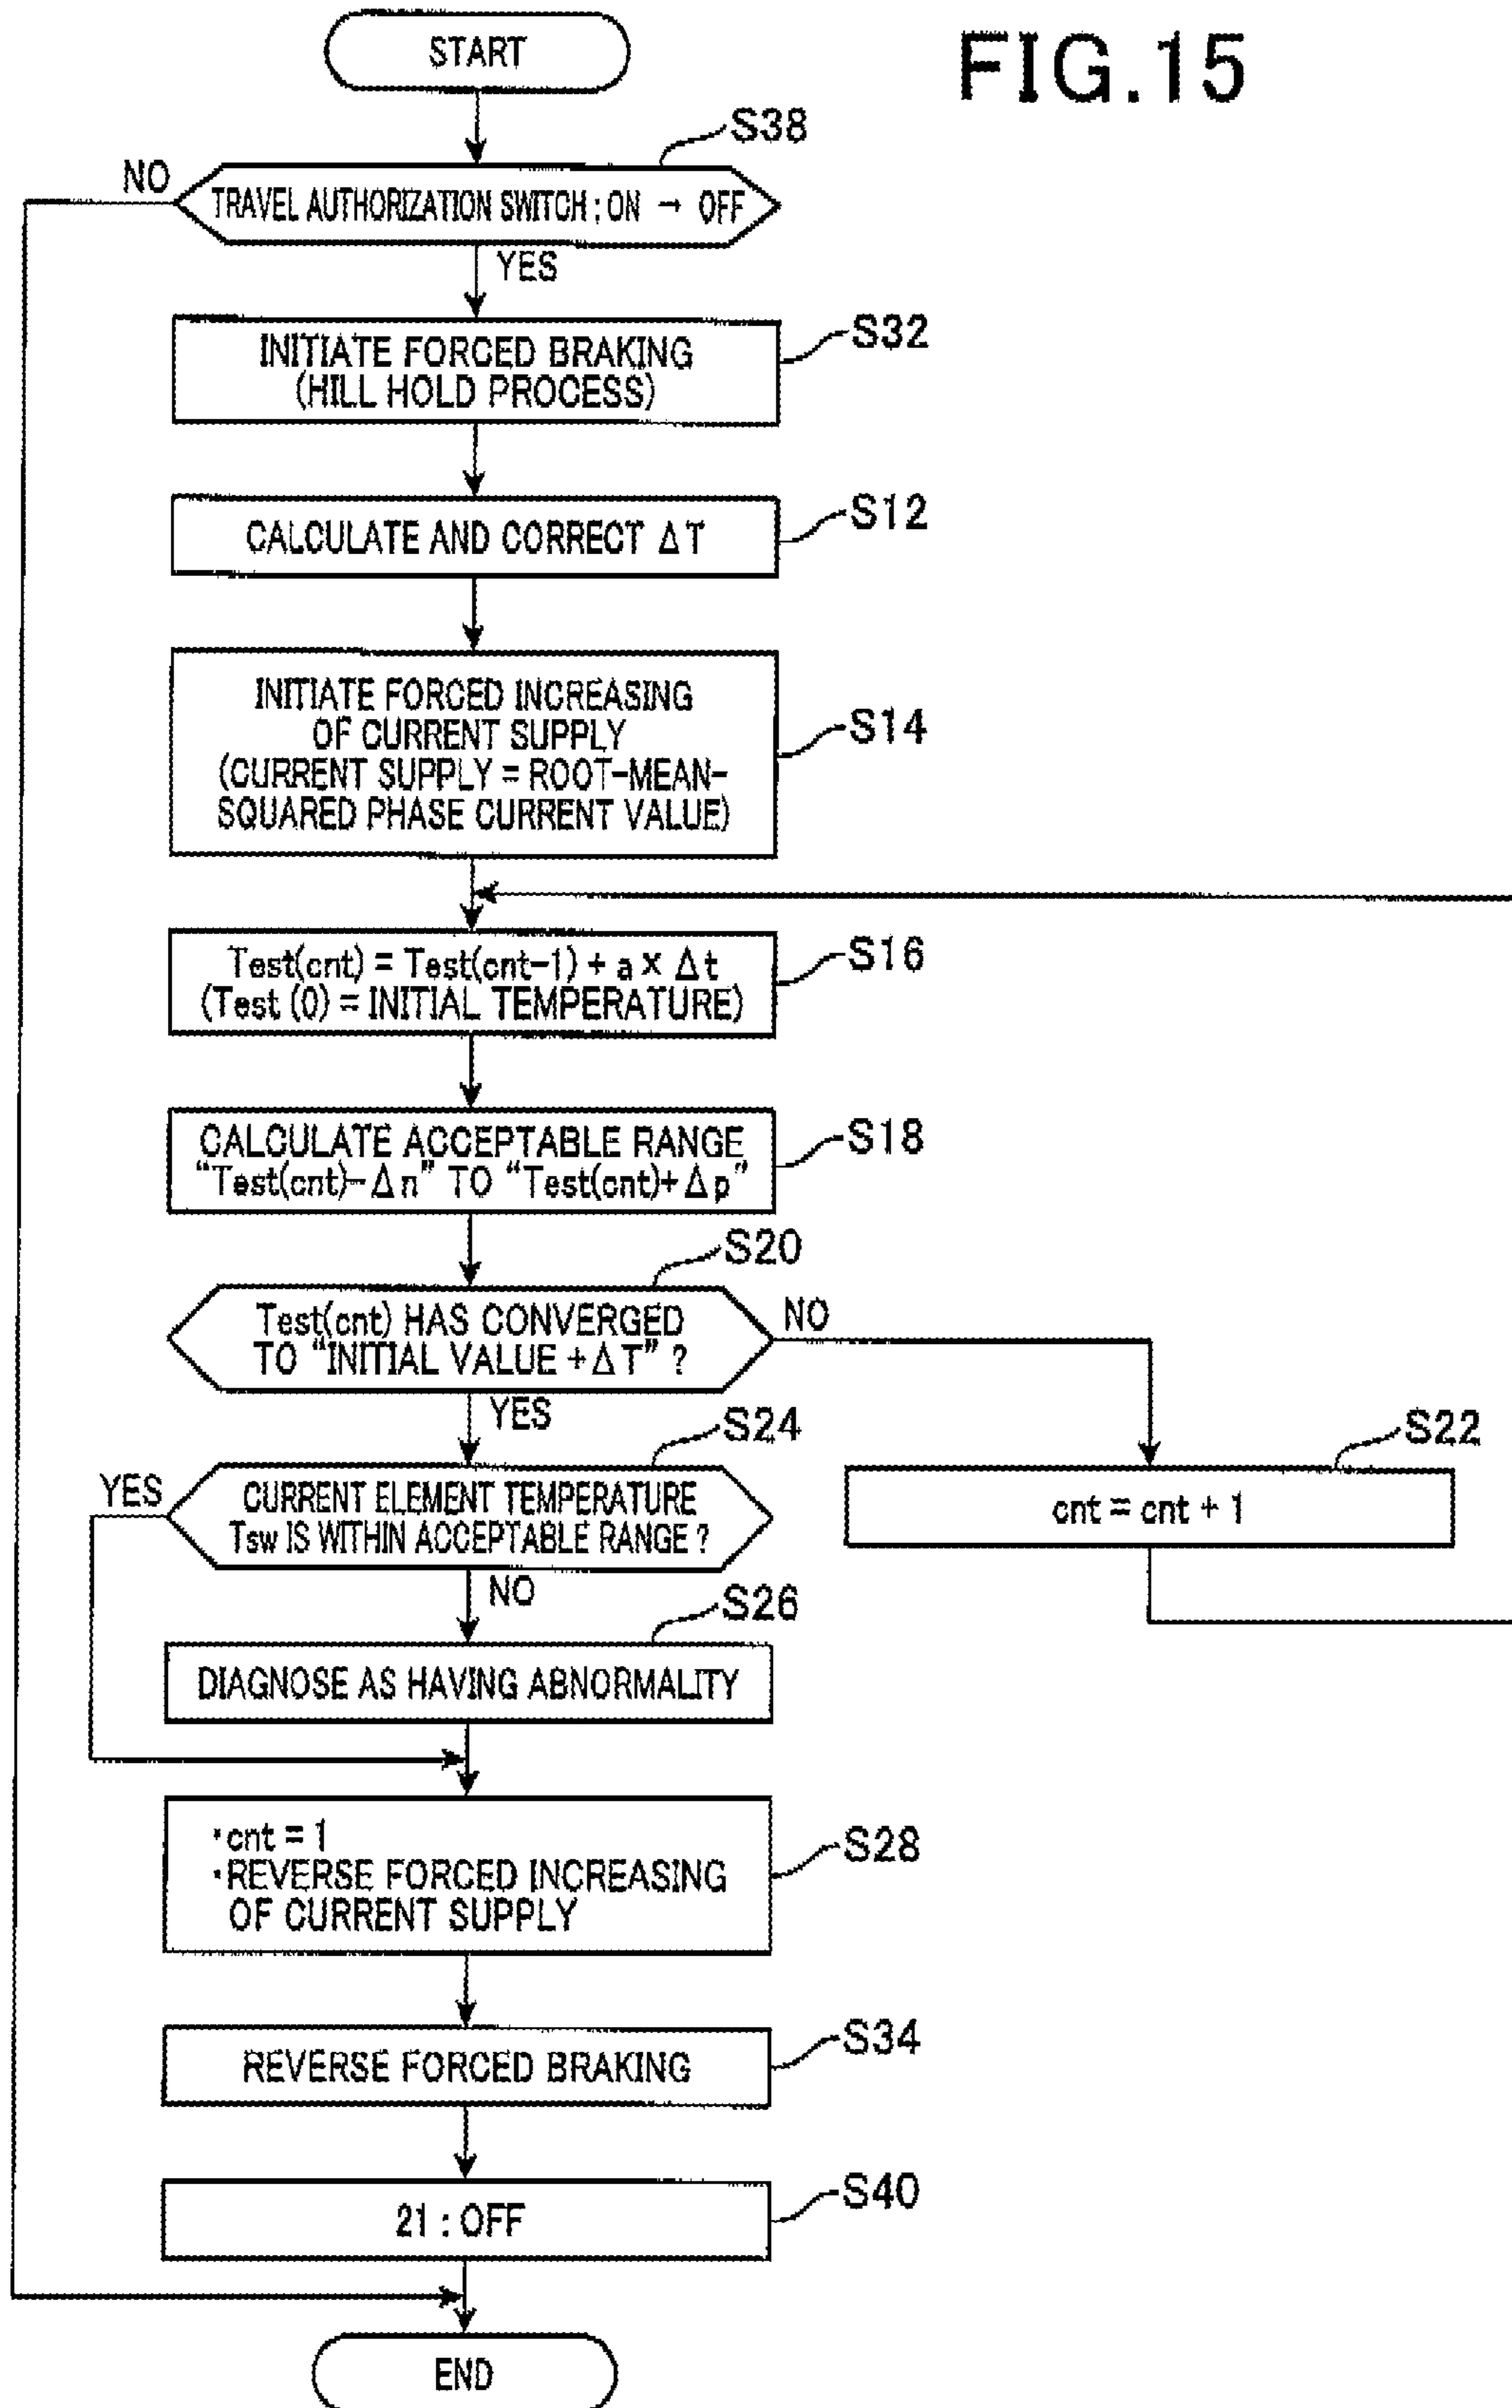 FIG.15
START
S38
NO
TRAVEL AUTHORIZATION SWITCH : ON → OFF
YES
S32
INITIATE FORCED BRAKING
(HILL HOLD PROCESS)
S12
CALCULATE AND CORRECT ΔT
S14
INITIATE FORCED INCREASING
OF CURRENT SUPPLY
(CURRENT SUPPLY = ROOT-MEAN-
SQUARED PHASE CURRENT VALUE)
S16
Test(cnt) = Test(cnt-1) + a × Δt
(Test (0) = INITIAL TEMPERATURE)
S18
CALCULATE ACCEPTABLE RANGE
“Test(cnt)-Δn” TO “Test(cnt)+Δp”
S20
Test(cnt) HAS CONVERGED
TO “INITIAL VALUE +ΔT” ?
NO
YES
S24
S22
YES
CURRENT ELEMENT TEMPERATURE
Tsw IS WITHIN ACCEPTABLE RANGE ?
cnt = cnt + 1
NO
S26
DIAGNOSE AS HAVING ABNORMALITY
S28
・cnt = 1
・REVERSE FORCED INCREASING
OF CURRENT SUPPLY
S34
REVERSE FORCED BRAKING
S40
21 : OFF
END